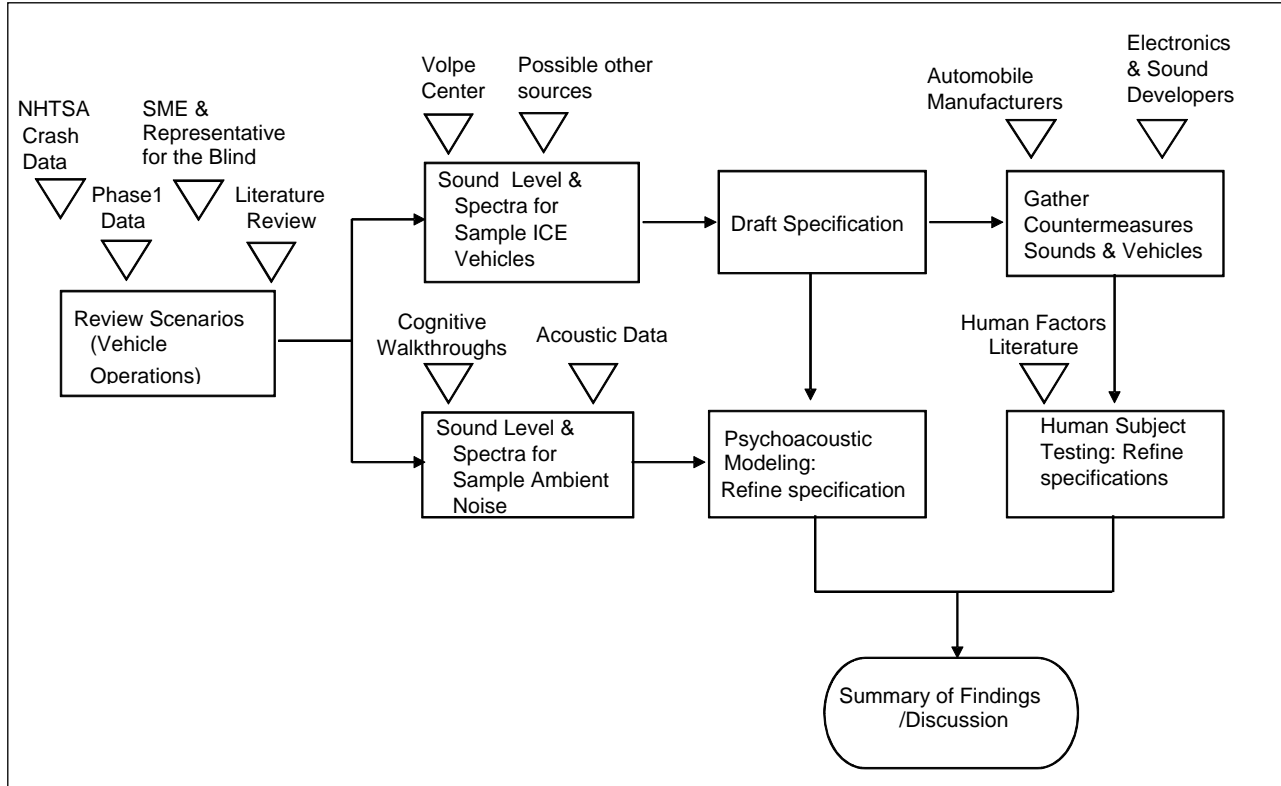 NHTSA
Crash
Data
Phase1
Data
SME &
Representative
for the Blind
Literature
Review
Review Scenarios
(Vehicle
Operations)
Volpe
Center
Possible other
sources
Sound Level &
Spectra for
Sample ICE
Vehicles
Cognitive
Walkthroughs
Acoustic Data
Sound Level &
Spectra for
Sample Ambient
Noise
Draft Specification
Psychoacoustic
Modeling:
Refine specification
Automobile
Manufacturers
Electronics
& Sound
Developers
Gather
Countermeasures
Sounds & Vehicles
Human Factors
Literature
Human Subject
Testing: Refine
specifications
Summary of Findings
/Discussion